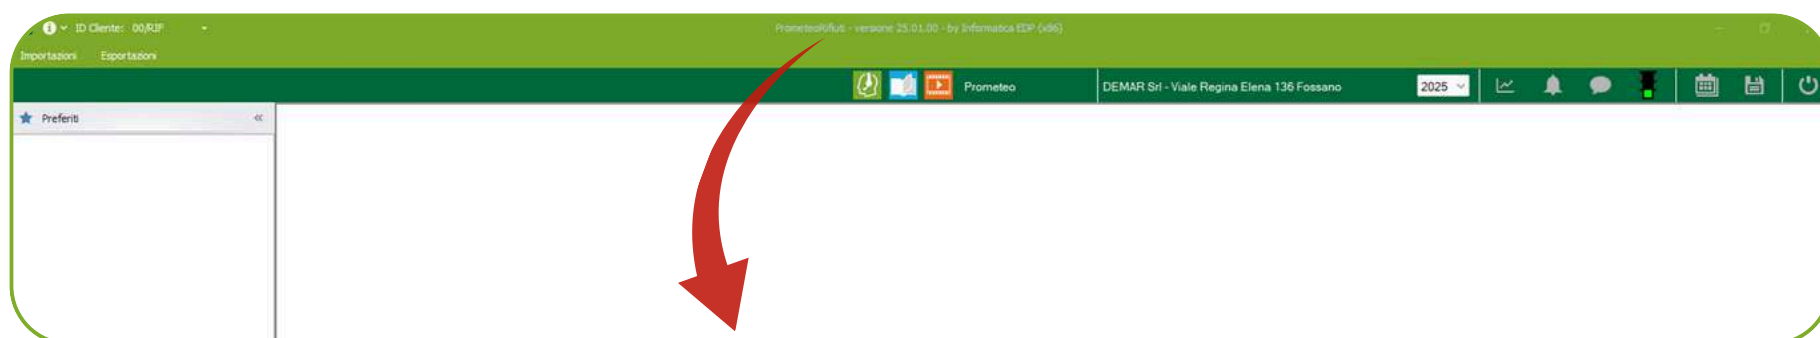 ID Cliente: 00/RIF
PrometeoRifiuti - versione 25.01.00 - by Informatica EDP (x86)
Importazioni Esportazioni
Prometeo DEMAR Srl - Viale Regina Elena 136 Fossano 2025
Preferiti